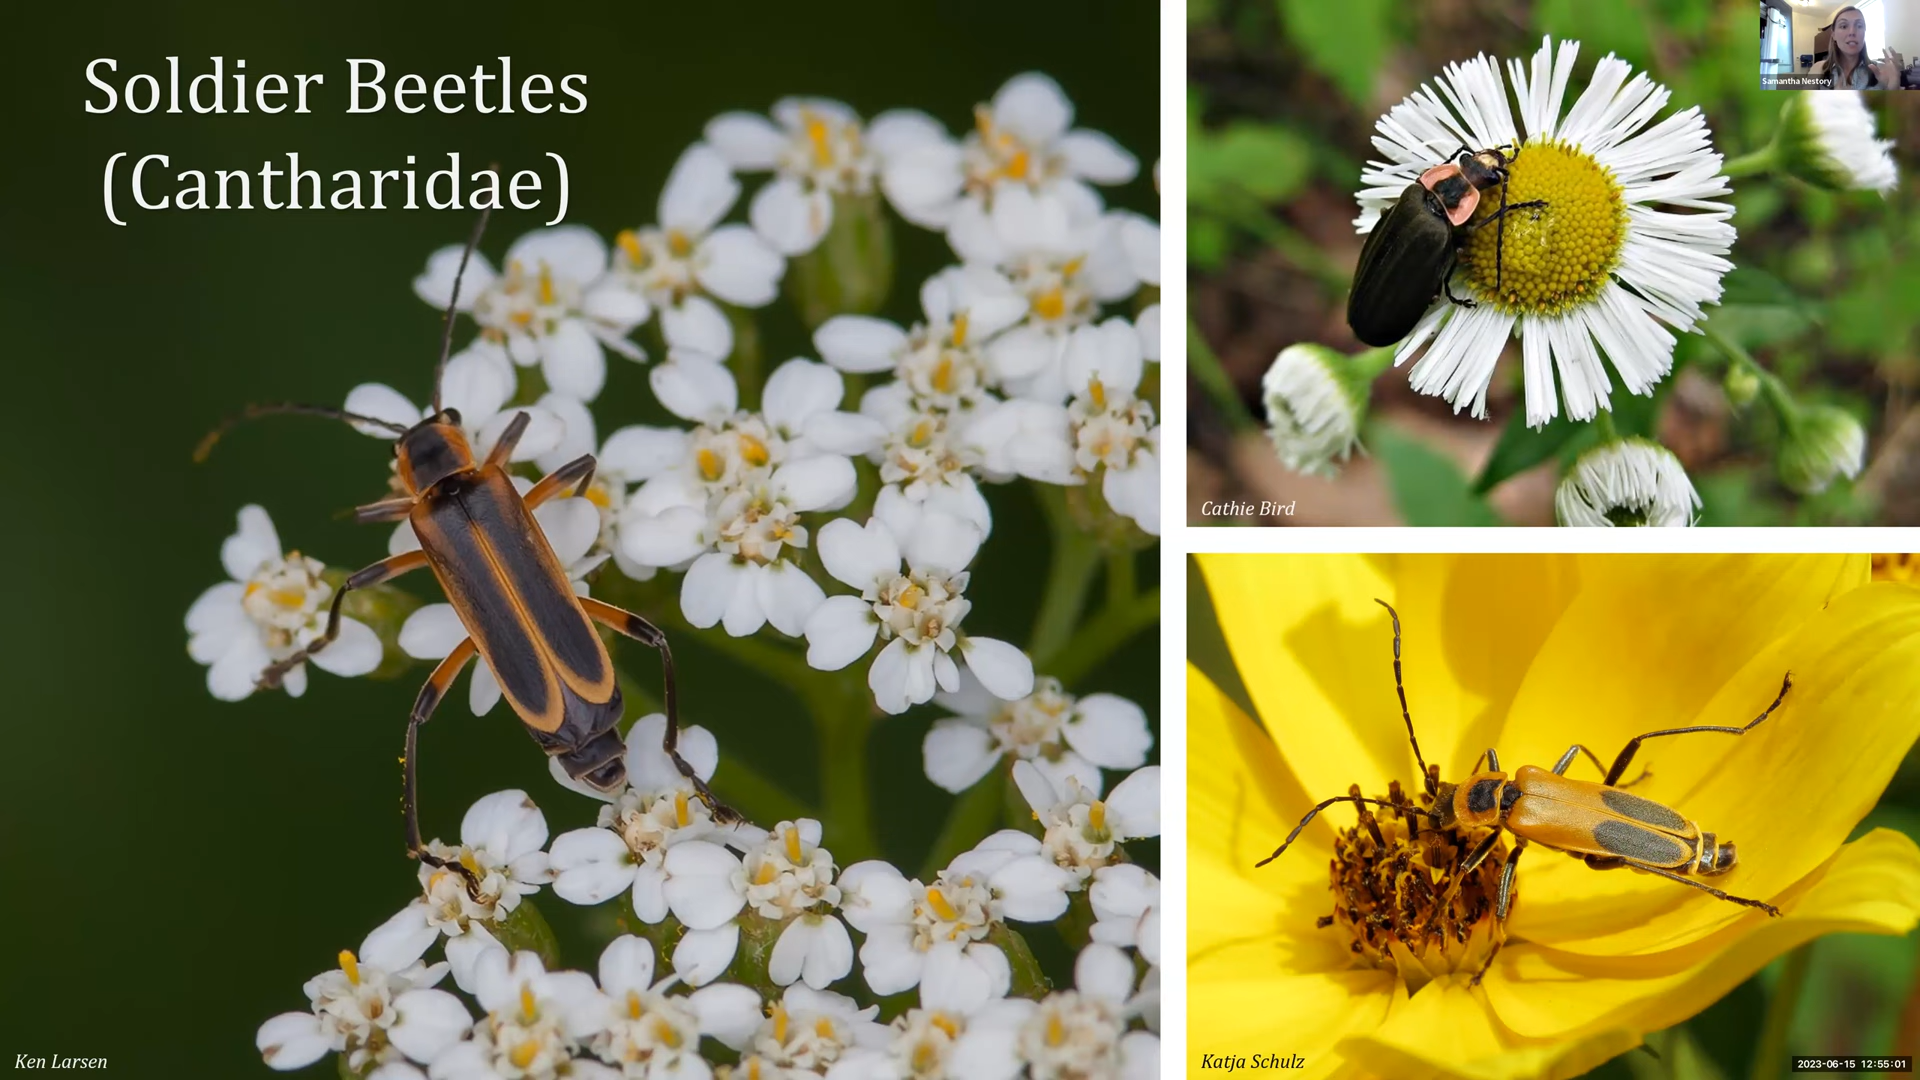 Soldier Beetles
(Cantharidae)
Samantha Nestory
Cathie Bird
Ken Larsen
Katja Schulz
2023-06-15 12:55:01